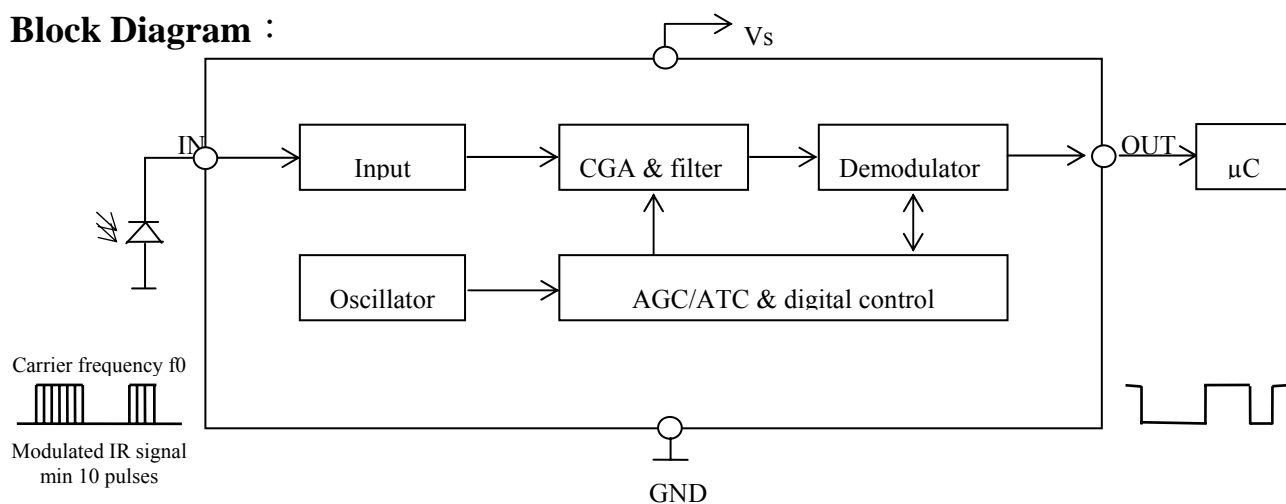 Block Diagram：
Vs
IN
Input
CGA & filter
Demodulator
OUT
µC
Oscillator
AGC/ATC & digital control
Carrier frequency f0
Modulated IR signal
min 10 pulses
GND